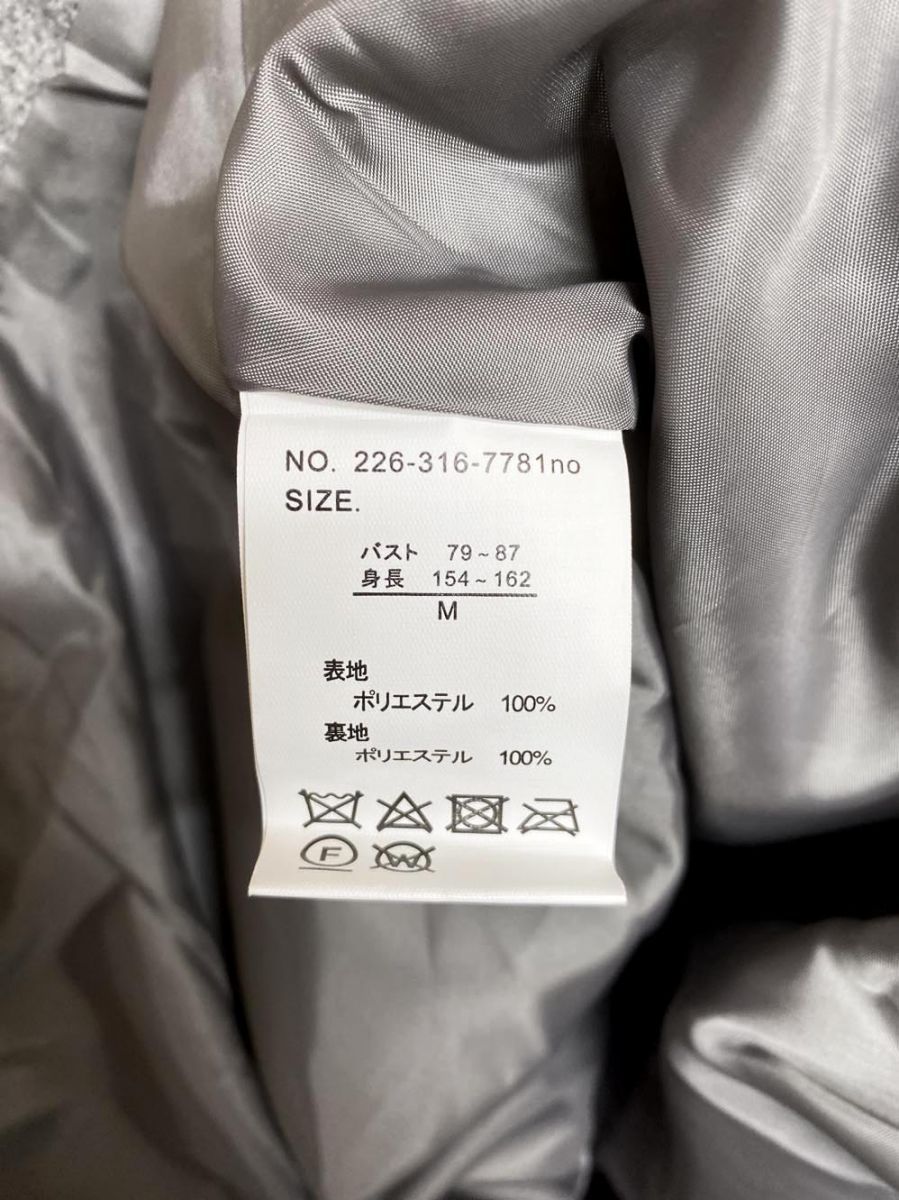 NO. 226-316-7781no
SIZE.
バスト 79~87
身長 154~162
M
表地
ポリエステル 100%
裏地
ポリエステル 100%
F W